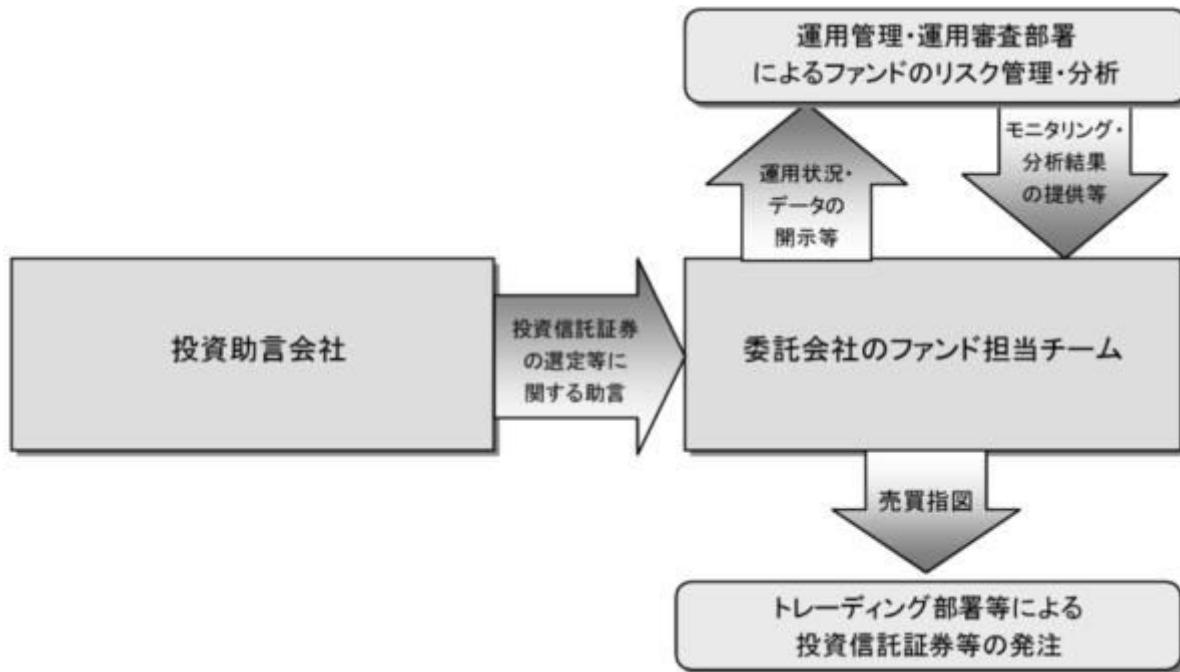 運用管理・運用審査部署
によるファンドのリスク管理・分析
運用状況・
データの
開示等
モニタリング・
分析結果
の提供等
投資助言会社
投資信託証券
の選定等に
関する助言
委託会社のファンド担当チーム
売買指図
トレーディング部署等による
投資信託証券等の発注